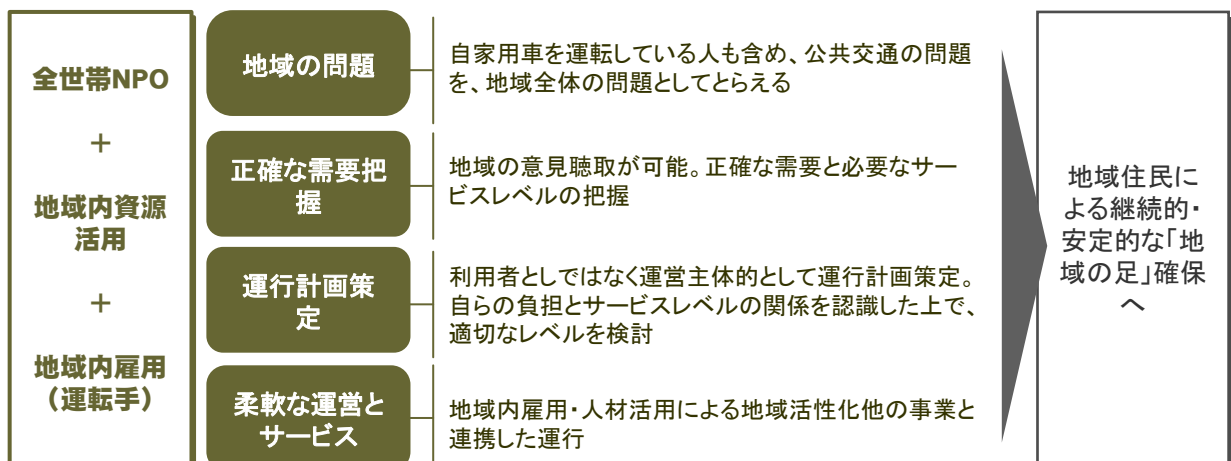 全世帯NPO
＋
地域内資源
活用
＋
地域内雇用
（運転手）
地域の問題
自家用車を運転している人も含め、公共交通の問題
を、地域全体の問題としてとらえる
正確な需要把
握
地域の意見聴取が可能。正確な需要と必要なサー
ビスレベルの把握
運行計画策
定
利用者としてではなく運営主体的として運行計画策定。
自らの負担とサービスレベルの関係を認識した上で、
適切なレベルを検討
柔軟な運営と
サービス
地域内雇用・人材活用による地域活性化他の事業と
連携した運行
地域住民に
よる継続的・
安定的な「地
域の足」確保
へ